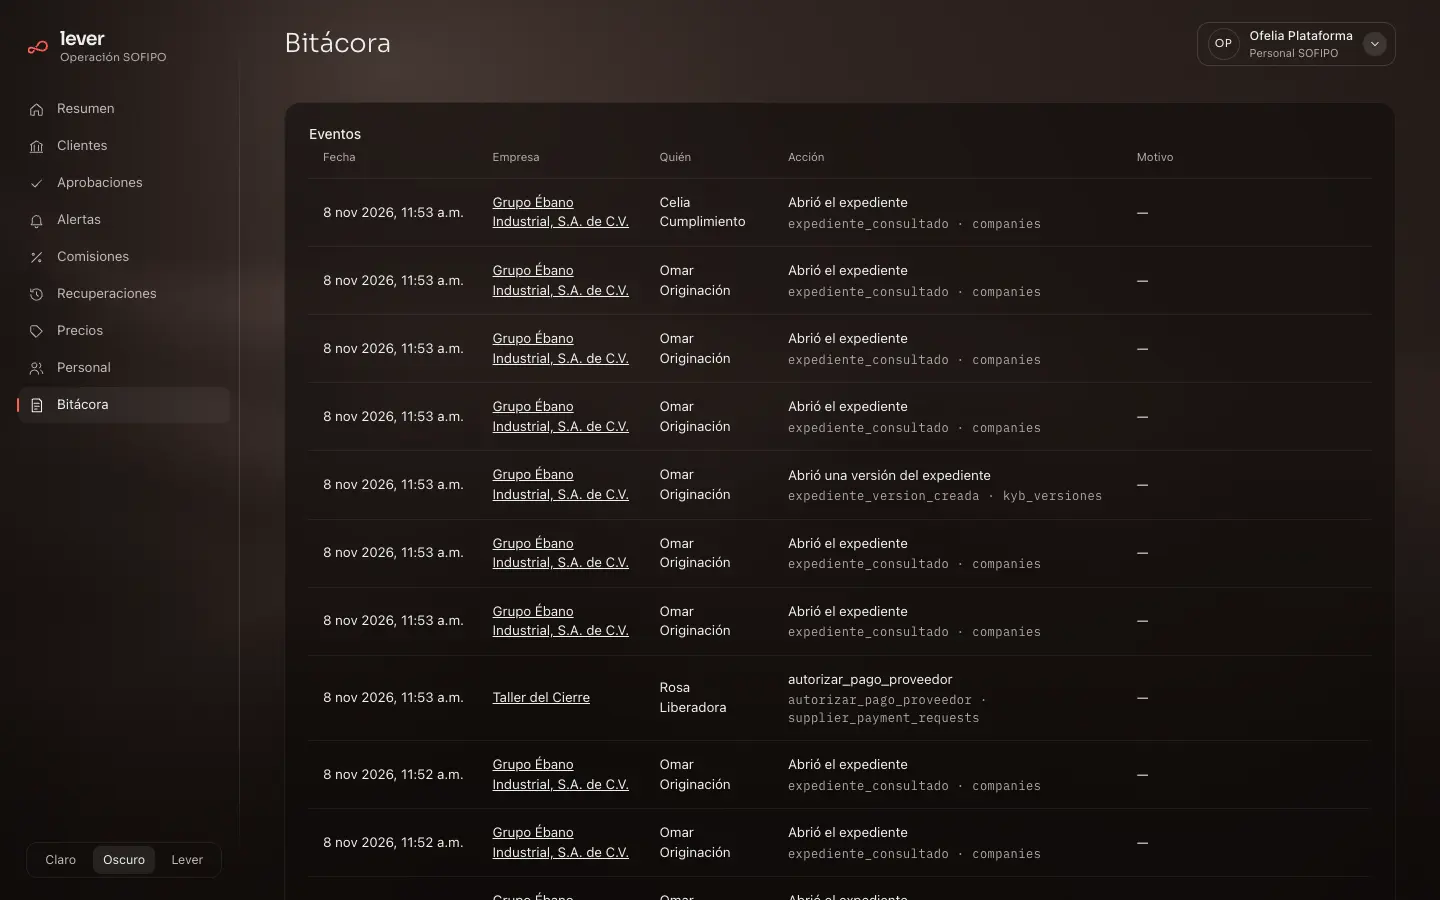 lever
Operación SOFIPO
Resumen
Clientes
Aprobaciones
Alertas
Comisiones
Recuperaciones
Precios
Personal
Bitácora
Claro
Oscuro
Lever
Bitácora
OP
Ofelia Plataforma
Personal SOFIPO
Eventos
Fecha Empresa Quién Acción Motivo
8 nov 2026, 11:53 a.m.
Grupo Ébano
Industrial, S.A. de C.V.
Celia
Cumplimiento
Abrió el expediente
expediente_consultado · companies
—
8 nov 2026, 11:53 a.m.
Grupo Ébano
Industrial, S.A. de C.V.
Omar
Originación
Abrió el expediente
expediente_consultado · companies
—
8 nov 2026, 11:53 a.m.
Grupo Ébano
Industrial, S.A. de C.V.
Omar
Originación
Abrió el expediente
expediente_consultado · companies
—
8 nov 2026, 11:53 a.m.
Grupo Ébano
Industrial, S.A. de C.V.
Omar
Originación
Abrió el expediente
expediente_consultado · companies
—
8 nov 2026, 11:53 a.m.
Grupo Ébano
Industrial, S.A. de C.V.
Omar
Originación
Abrió una versión del expediente
expediente_version_creada · kyb_versiones
—
8 nov 2026, 11:53 a.m.
Grupo Ébano
Industrial, S.A. de C.V.
Omar
Originación
Abrió el expediente
expediente_consultado · companies
—
8 nov 2026, 11:53 a.m.
Grupo Ébano
Industrial, S.A. de C.V.
Omar
Originación
Abrió el expediente
expediente_consultado · companies
—
8 nov 2026, 11:53 a.m.
Taller del Cierre
Rosa
Liberadora
autorizar_pago_proveedor
autorizar_pago_proveedor ·
supplier_payment_requests
—
8 nov 2026, 11:52 a.m.
Grupo Ébano
Industrial, S.A. de C.V.
Omar
Originación
Abrió el expediente
expediente_consultado · companies
—
8 nov 2026, 11:52 a.m.
Grupo Ébano
Industrial, S.A. de C.V.
Omar
Originación
Abrió el expediente
expediente_consultado · companies
—
Grupo Ébano
Omar
Abrió el expediente